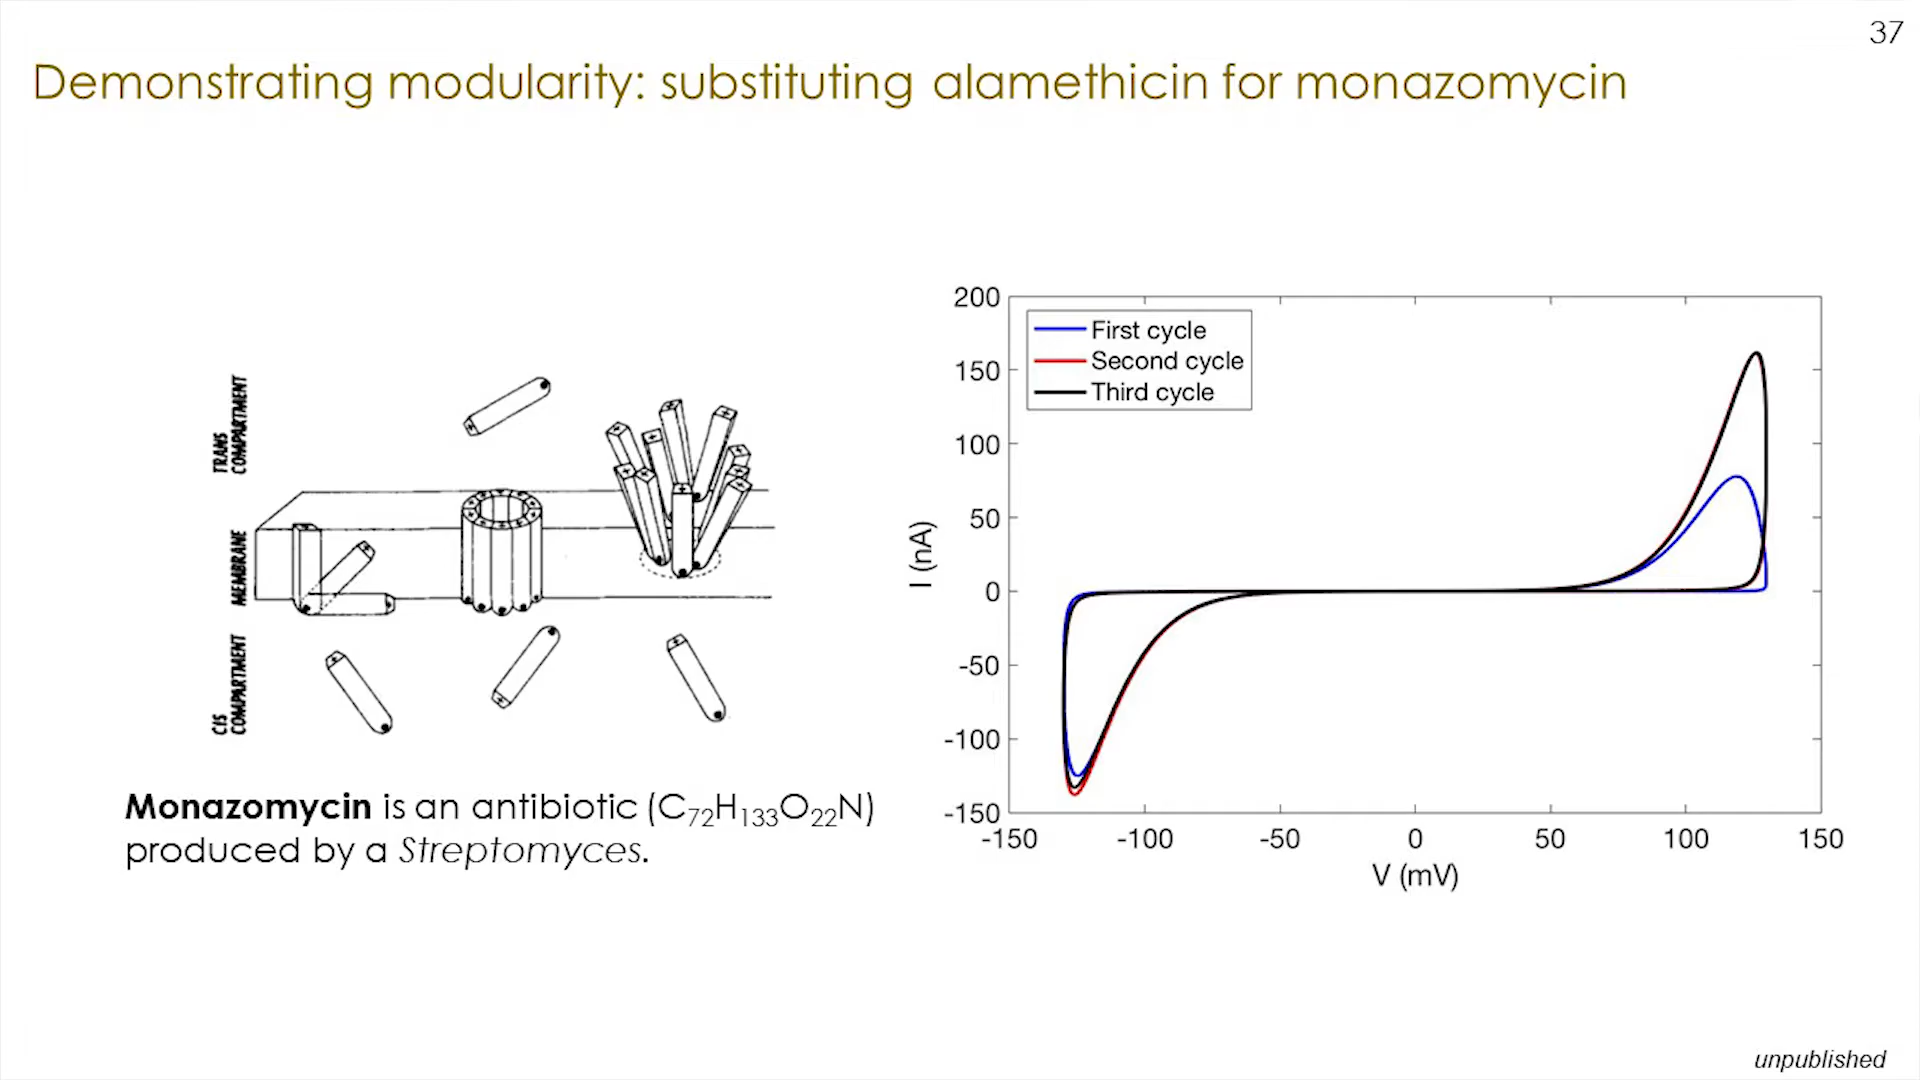 37
Demonstrating modularity: substituting alamethicin for monazomycin
TRANS
COMPARTMENT
MEMBRANE
CIS
COMPARTMENT
Monazomycin is an antibiotic (C72H133O22N)
produced by a Streptomyces.
200
150
100
50
0
-50
-100
-150
I (nA)
First cycle
Second cycle
Third cycle
-150 -100 -50 0 50 100 150
V (mV)
unpublished